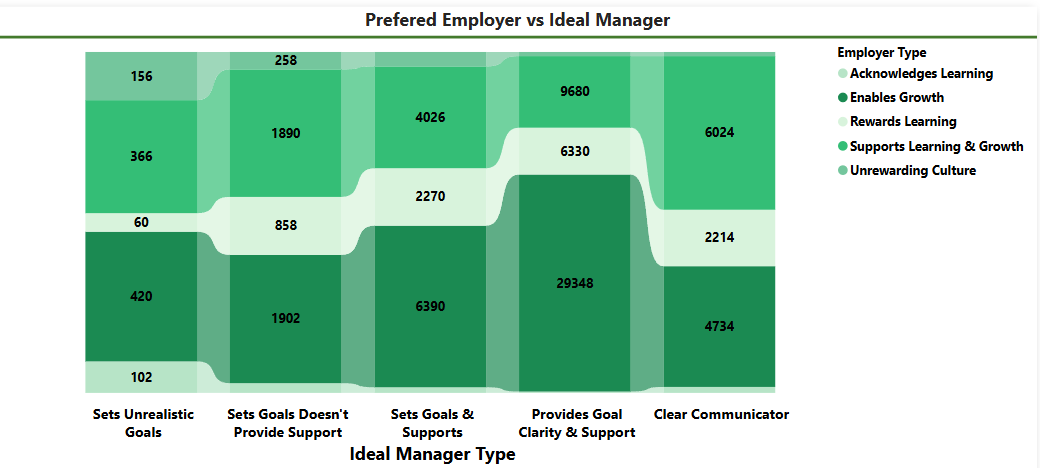 Prefered Employer vs Ideal Manager
Employer Type
Acknowledges Learning
Enables Growth
Rewards Learning
Supports Learning & Growth
Unrewarding Culture
156
366
60
420
102
258
1890
858
1902
4026
2270
6390
9680
6330
29348
6024
2214
4734
Sets Unrealistic
Goals
Sets Goals Doesn't
Provide Support
Sets Goals &
Supports
Provides Goal
Clarity & Support
Clear Communicator
Ideal Manager Type